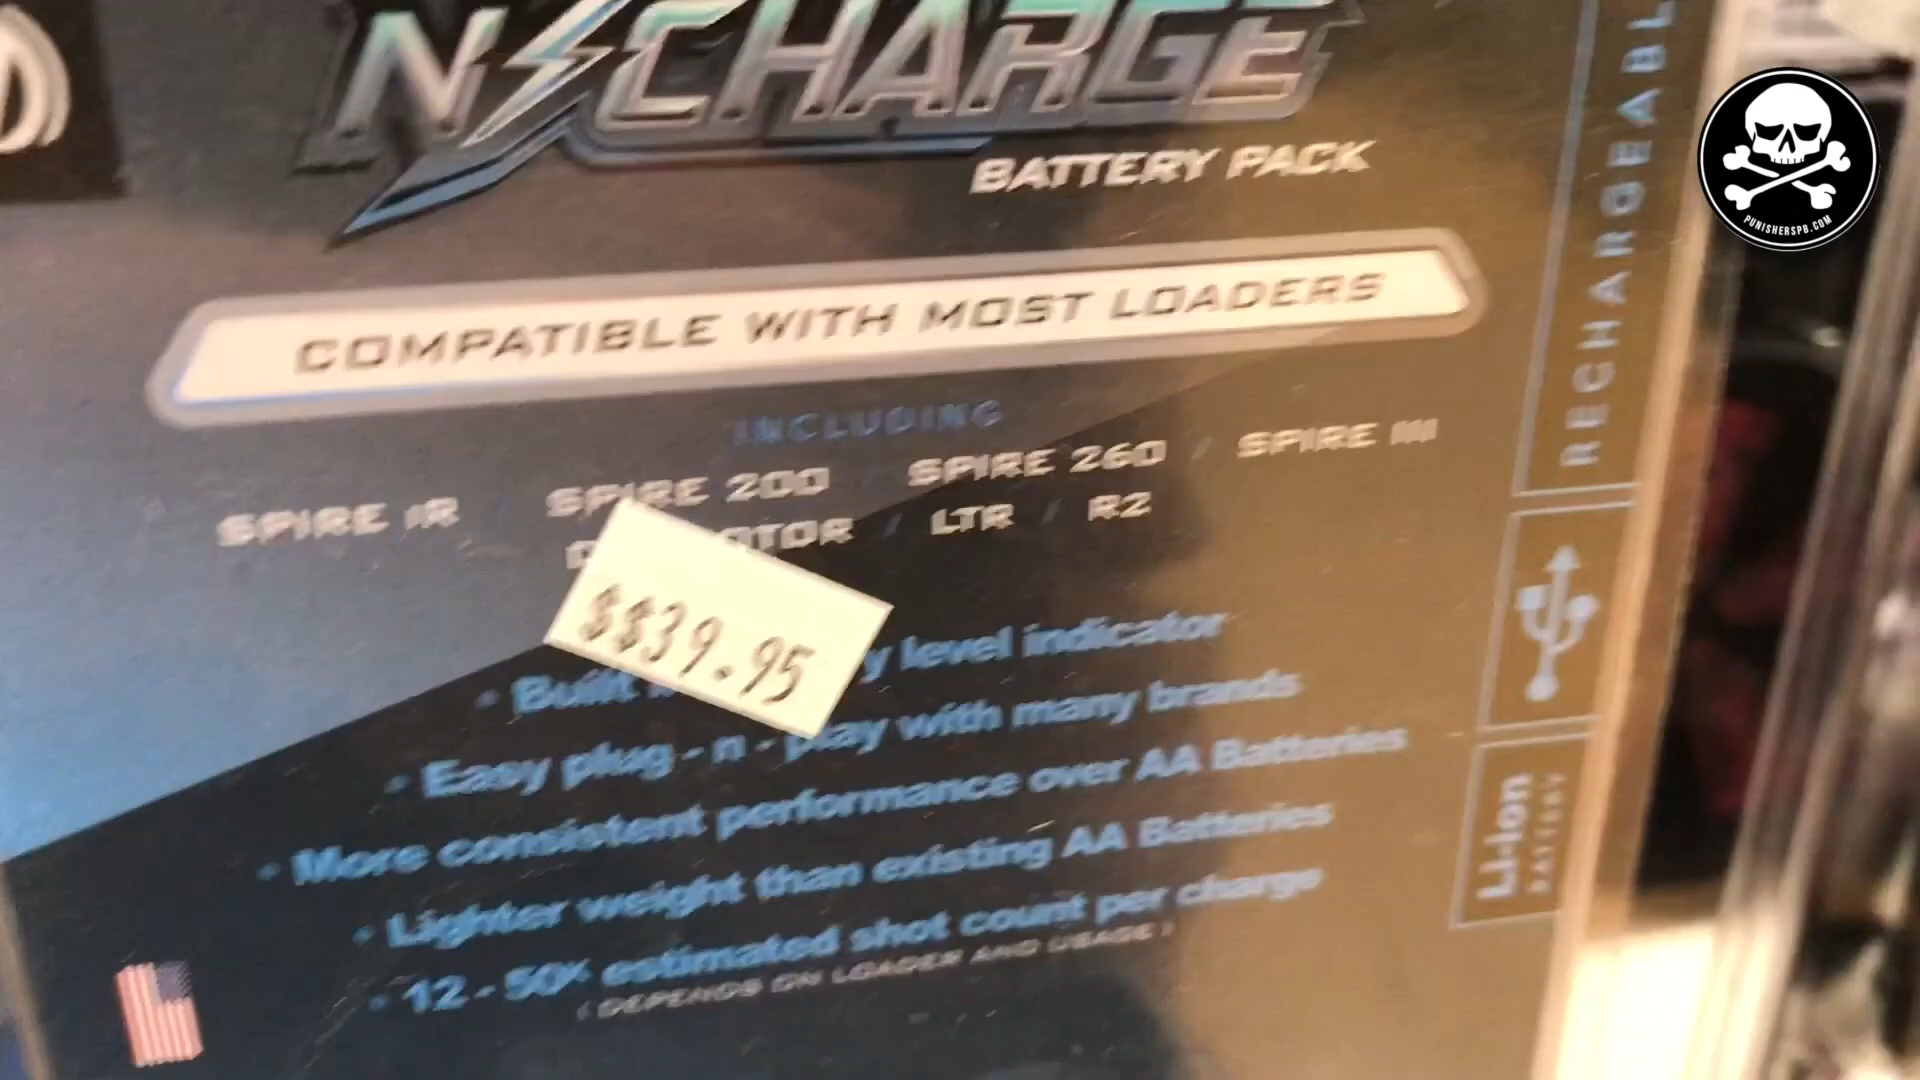 N CHARGE
BATTERY PACK
COMPATIBLE WITH MOST LOADERS
INCLUDING
SPIRE IR / SPIRE 200 / SPIRE 260 / SPIRE III
/ LTR / R2
$$39.95
• Built level indicator
• Easy plug - n - play with many brands
• More consistent performance over AA Batteries
• Lighter weight than existing AA Batteries
• 12 - 50K estimated shot count per charge
( DEPENDS ON LOADER AND USAGE )
RECHARGEABL
Li-ion
BATTERY
PUNISHERSPB.COM